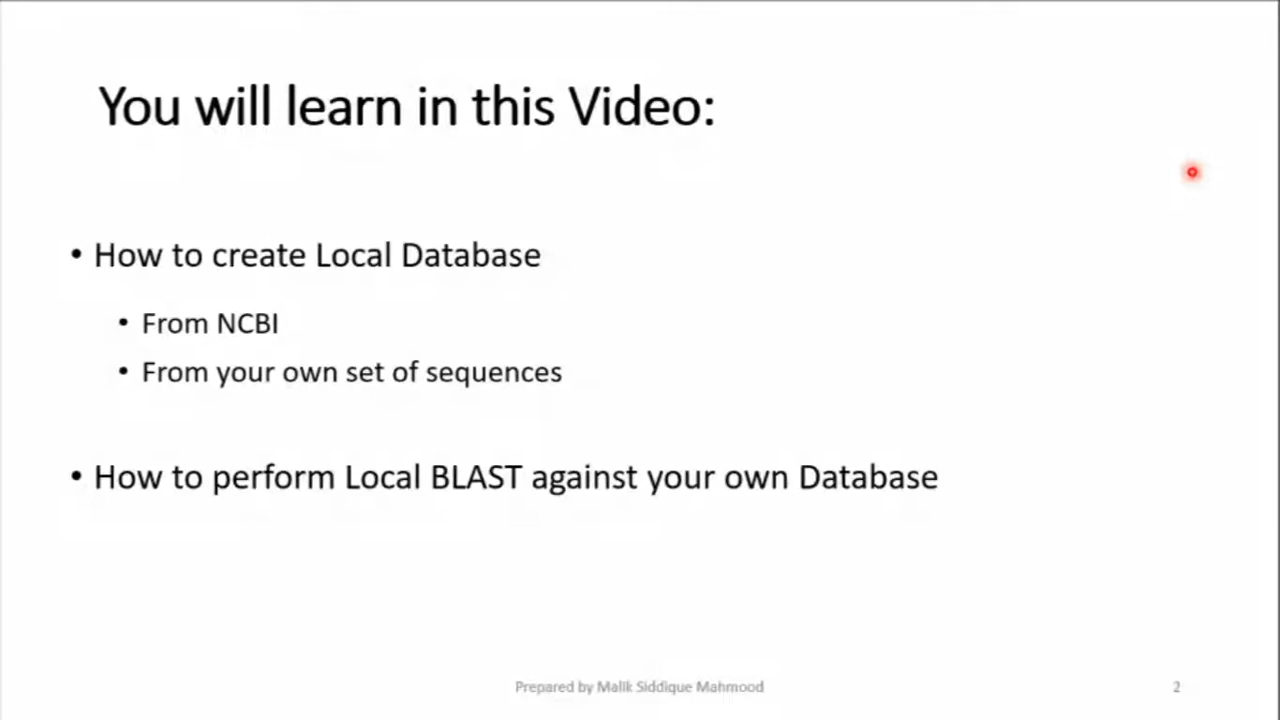 You will learn in this Video:
• How to create Local Database
• From NCBI
• From your own set of sequences
• How to perform Local BLAST against your own Database
Prepared by Malik Siddique Mahmood
2